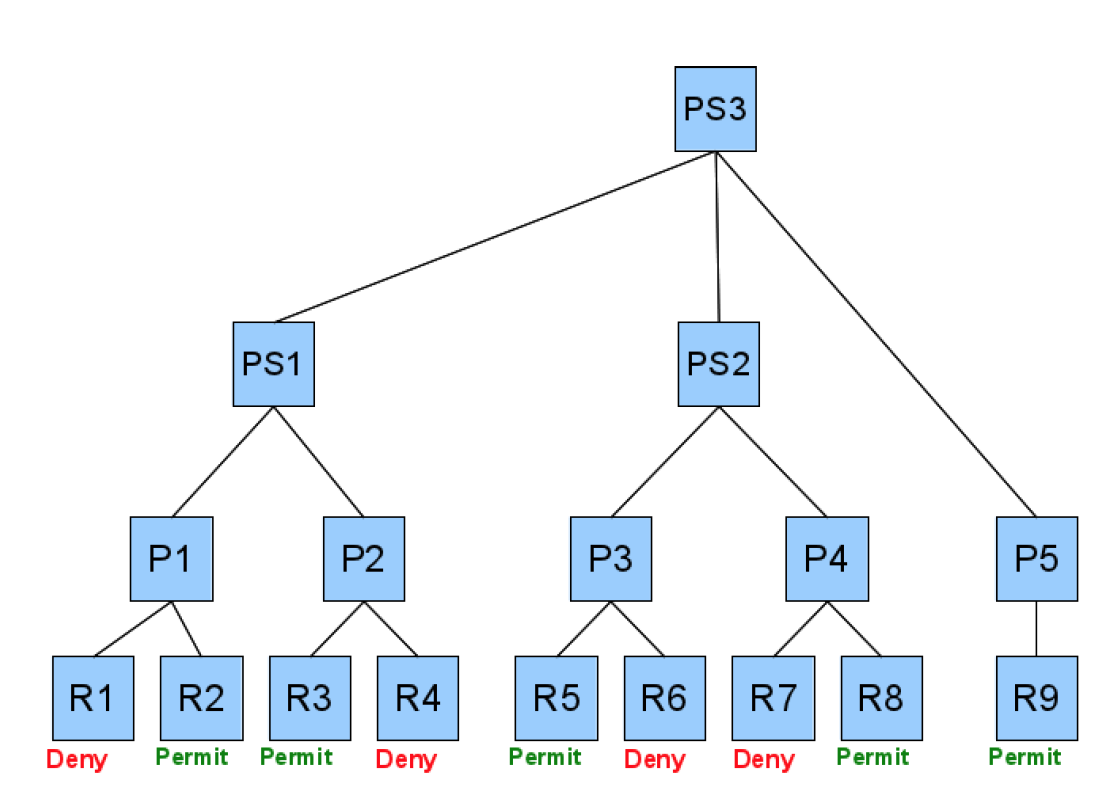 PS3
PS1 PS2
P1 P2 P3 P4 P5
R1 R2 R3 R4 R5 R6 R7 R8 R9
Deny Permit Permit Deny Permit Deny Deny Permit Permit